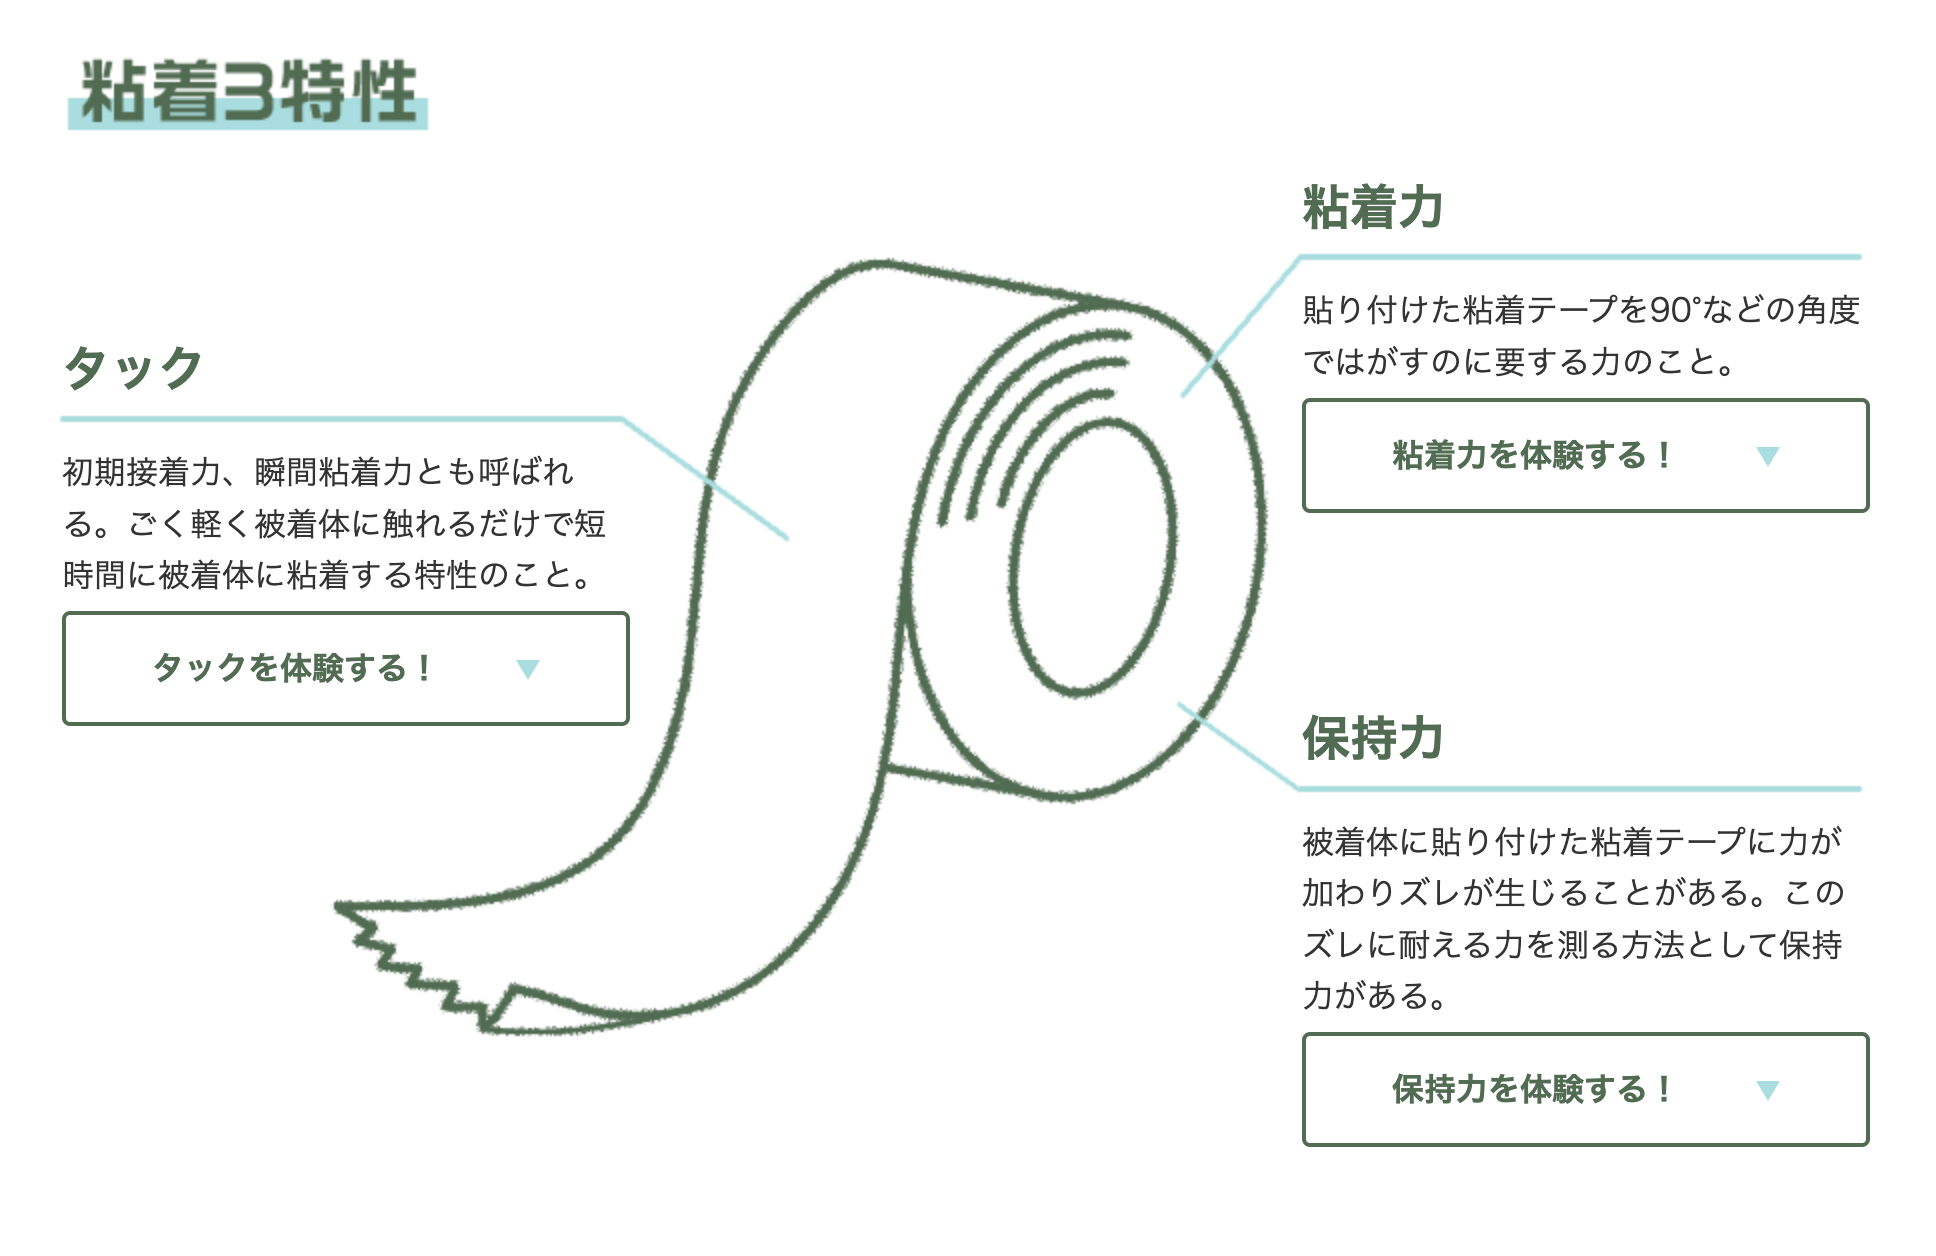 粘着3特性
タック
初期接着力、瞬間粘着力とも呼ばれ
る。ごく軽く被着体に触れるだけで短
時間に被着体に粘着する特性のこと。
タックを体験する！
粘着力
貼り付けた粘着テープを90°などの角度
ではがすのに要する力のこと。
粘着力を体験する！
保持力
被着体に貼り付けた粘着テープに力が
加わりズレが生じることがある。この
ズレに耐える力を測る方法として保持
力がある。
保持力を体験する！